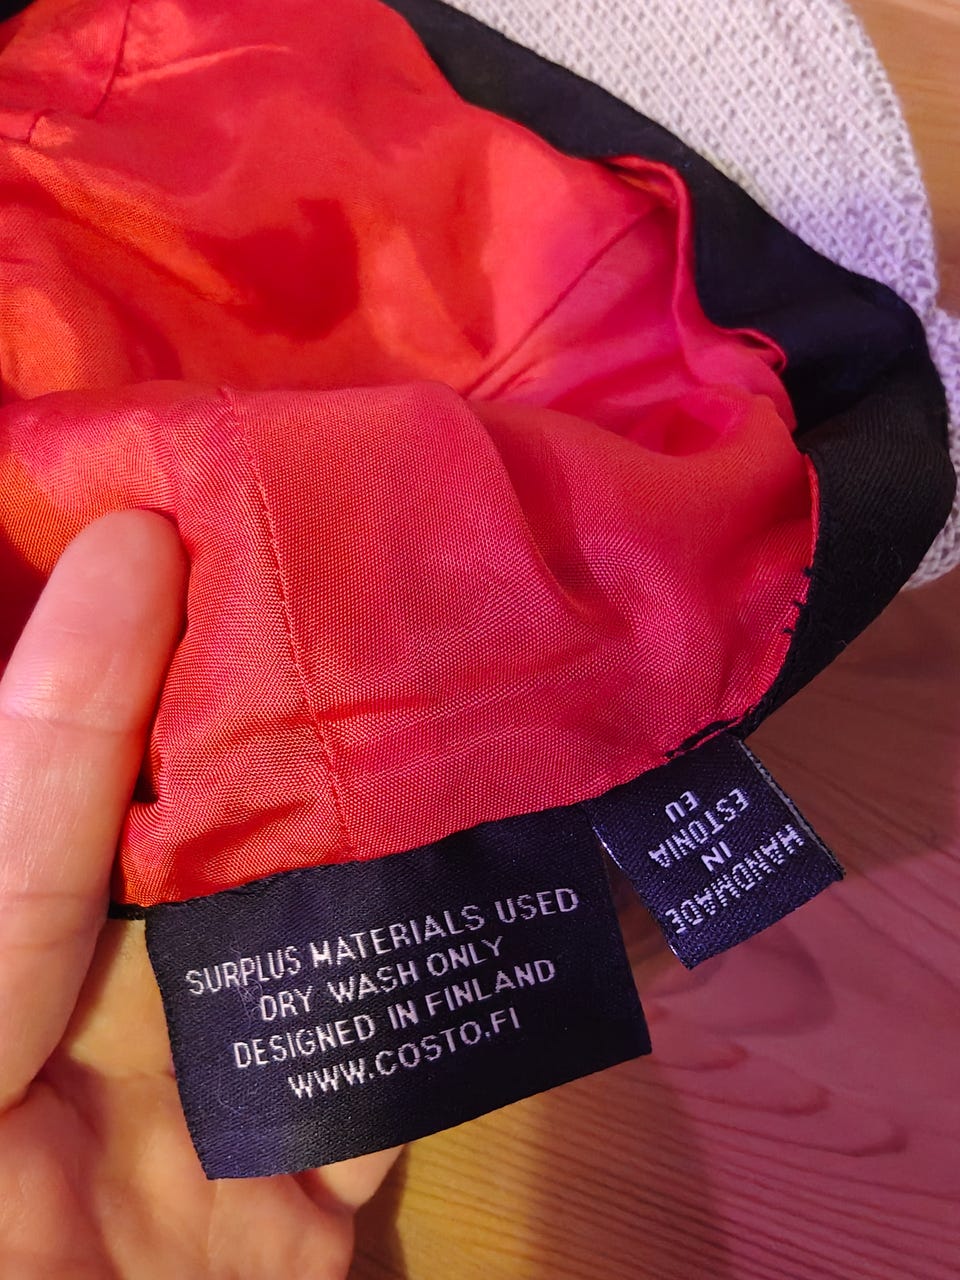 SURPLUS MATERIALS USED
DRY WASH ONLY
DESIGNED IN FINLAND
WWW.COSTO.FI
HANDMADE
IN
ESTONIA
EU